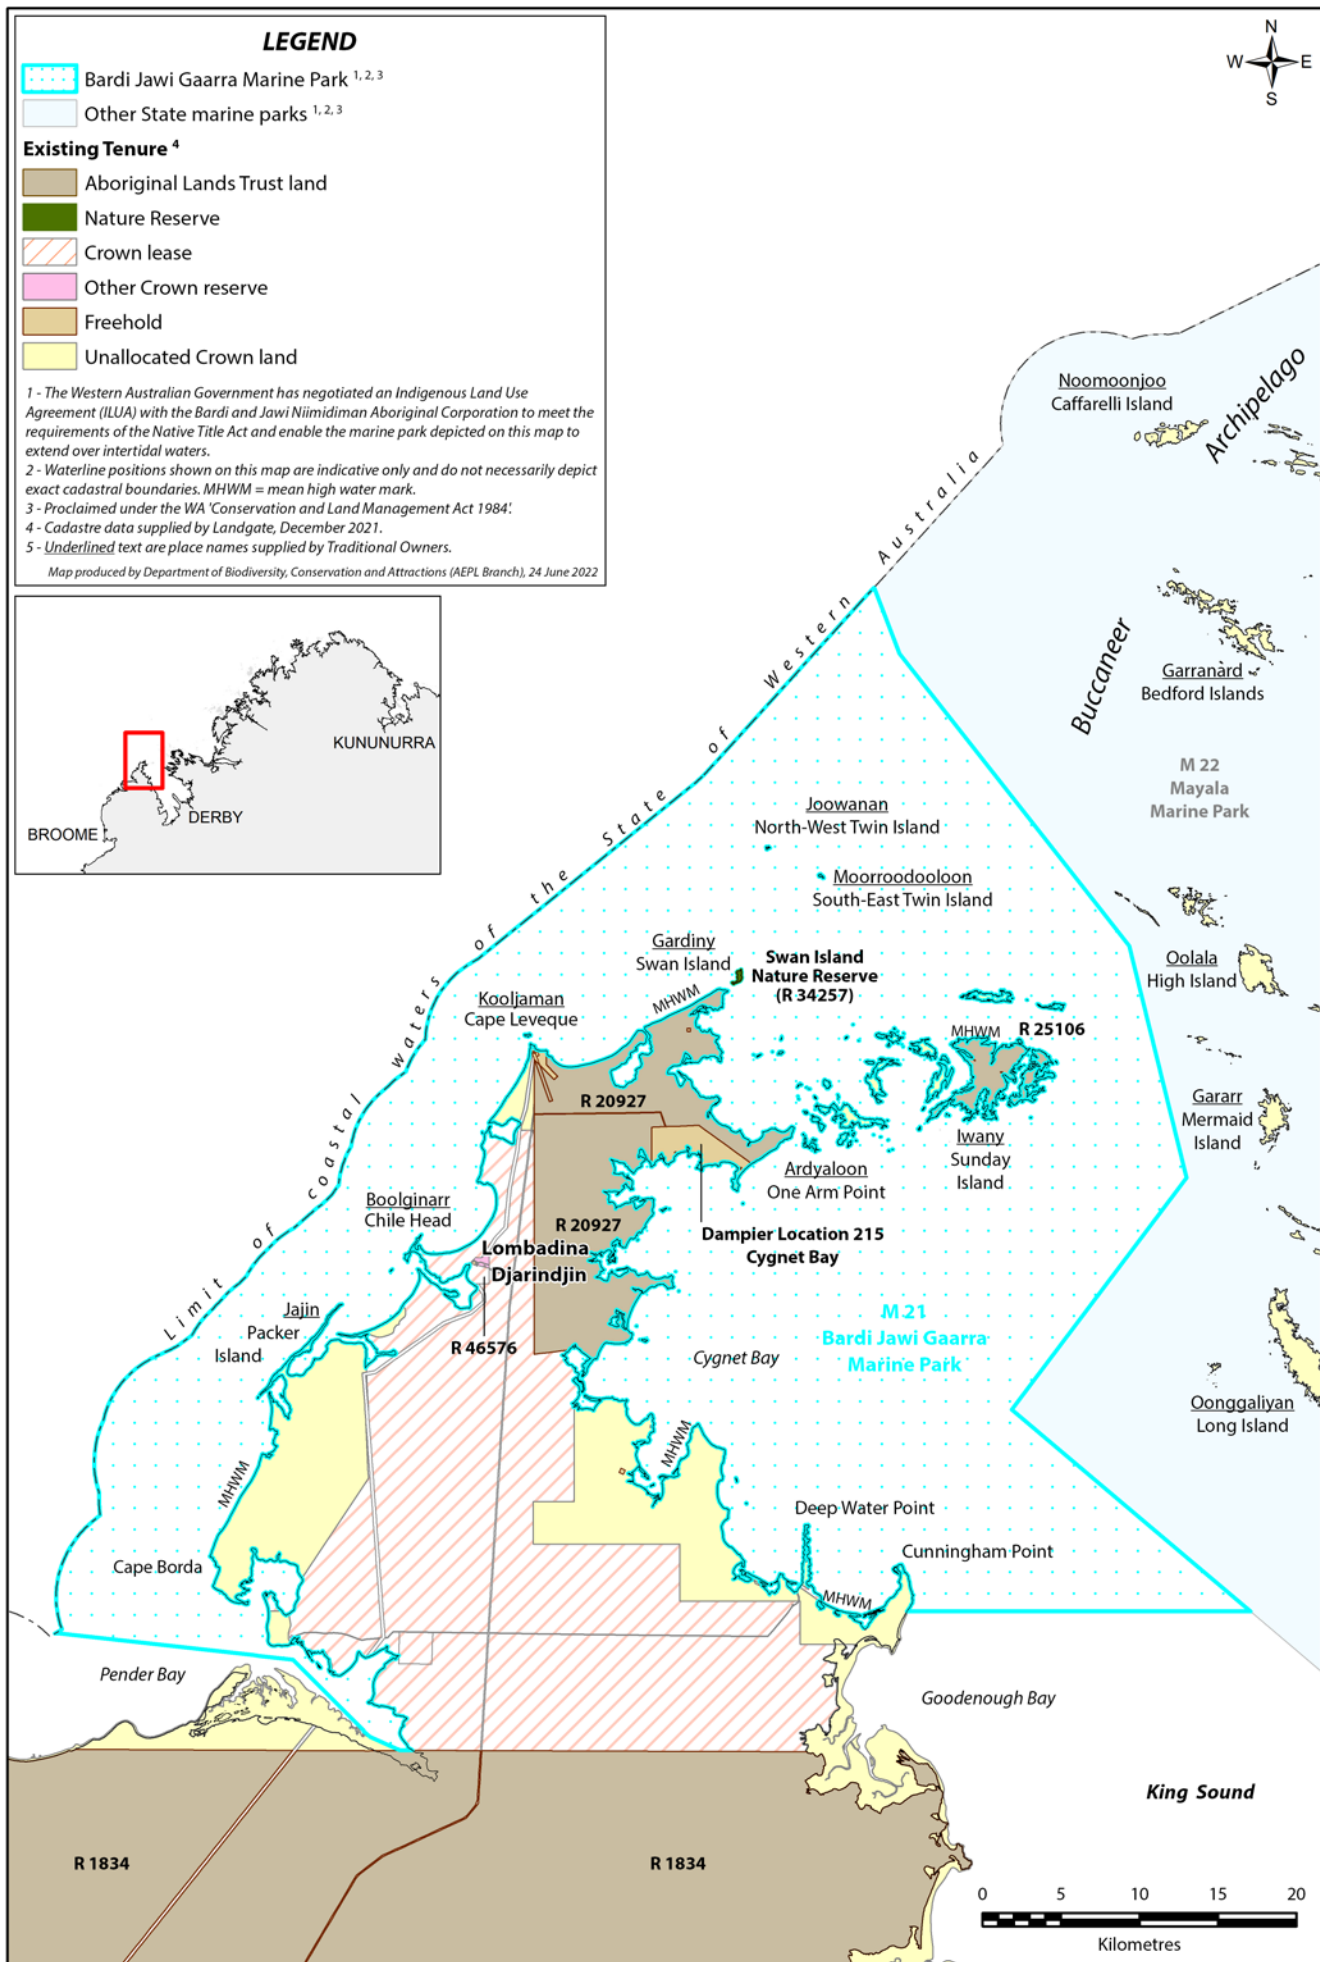 LEGEND
Bardi Jawi Gaarra Marine Park 1, 2, 3
Other State marine parks 1, 2, 3
Existing Tenure 4
Aboriginal Lands Trust land
Nature Reserve
Crown lease
Other Crown reserve
Freehold
Unallocated Crown land
1 - The Western Australian Government has negotiated an Indigenous Land Use
Agreement (ILUA) with the Bardi and Jawi Niimidiman Aboriginal Corporation to meet the
requirements of the Native Title Act and enable the marine park depicted on this map to
extend over intertidal waters.
2 - Waterline positions shown on this map are indicative only and do not necessarily depict
exact cadastral boundaries. MHWM = mean high water mark.
3 - Proclaimed under the WA 'Conservation and Land Management Act 1984'.
4 - Cadastre data supplied by Landgate, December 2021.
5 - Underlined text are place names supplied by Traditional Owners.
Map produced by Department of Biodiversity, Conservation and Attractions (AEPL Branch), 24 June 2022
N
W E
S
KUNUNURRA
DERBY
BROOME
Noomoonjoo
Caffarelli Island
Buccaneer Archipelago
Limit of coastal waters of the State of Western Australia
Garranard
Bedford Islands
M 22
Mayala
Marine Park
Joowanan
North-West Twin Island
Moorroodooloon
South-East Twin Island
Gardiny
Swan Island
Swan Island
Nature Reserve
(R 34257)
Oolala
High Island
Kooljaman
Cape Leveque
MHWM
MHWM
R 25106
R 20927
Gararr
Mermaid
Island
Iwany
Sunday
Island
Ardyaloon
One Arm Point
Boolginarr
Chile Head
R 20927
Dampier Location 215
Cygnet Bay
Lombadina
Djarindjin
Jajin
Packer
Island
R 46576
M 21
Bardi Jawi Gaarra
Marine Park
Cygnet Bay
Oonggaliyan
Long Island
MHWM
MHWM
Deep Water Point
Cape Borda
Cunningham Point
MHWM
Pender Bay
Goodenough Bay
King Sound
R 1834
R 1834
0 5 10 15 20
Kilometres